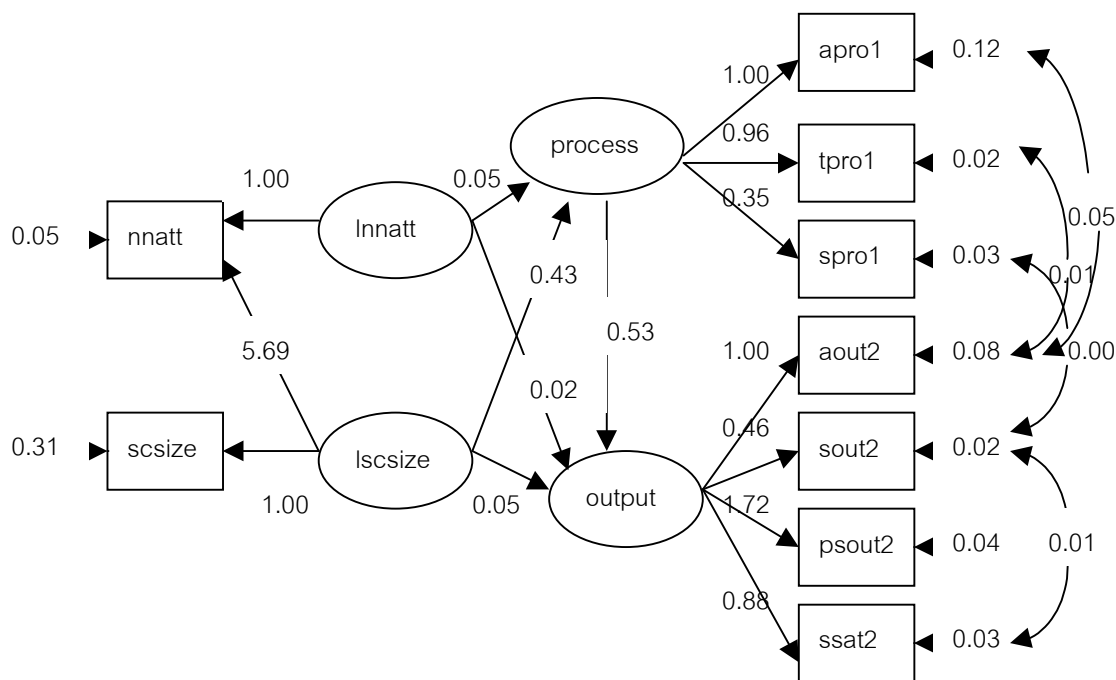 apro1
0.12
1.00
0.96
process
tpro1
0.02
1.00
0.05
0.35
0.05
0.05
nnatt
lnnatt
spro1
0.03
0.43
0.01
5.69
0.53
1.00
aout2
0.08
0.00
0.02
0.46
0.31
scsize
lscsize
sout2
0.02
1.00
0.05
output
1.72
psout2
0.04
0.01
0.88
ssat2
0.03